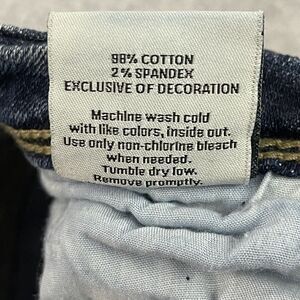 98% COTTON
2% SPANDEX
EXCLUSIVE OF DECORATION
Machine wash cold
with like colors, inside out.
Use only non-chlorine bleach
when needed.
Tumble dry low.
Remove promptly.